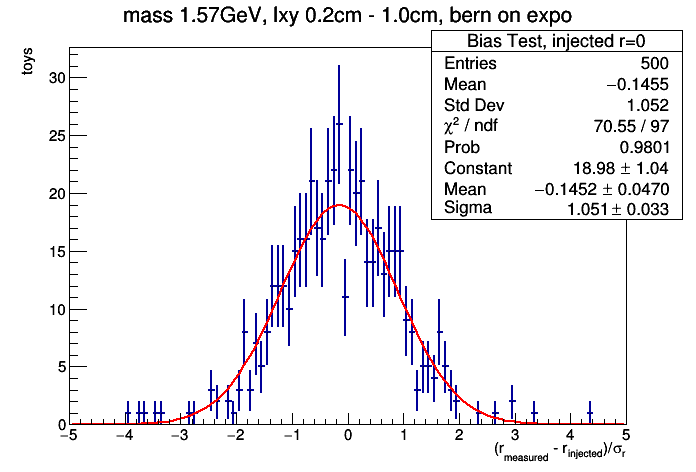 mass 1.57GeV, lxy 0.2cm - 1.0cm, bern on expo
toys
Bias Test, injected r=0
Entries 500
Mean −0.1455
Std Dev 1.052
χ² / ndf 70.55 / 97
Prob 0.9801
Constant 18.98 ± 1.04
Mean −0.1452 ± 0.0470
Sigma 1.051 ± 0.033
30
25
20
15
10
5
0
−5 −4 −3 −2 −1 0 1 2 3 4 5
(r_measured - r_injected)/σ_r